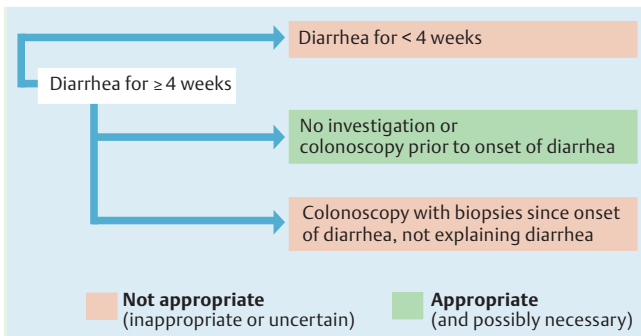 Diarrhea for < 4 weeks
Diarrhea for ≥ 4 weeks
No investigation or
colonoscopy prior to onset of diarrhea
Colonoscopy with biopsies since onset
of diarrhea, not explaining diarrhea
Not appropriate
(inappropriate or uncertain)
Appropriate
(and possibly necessary)